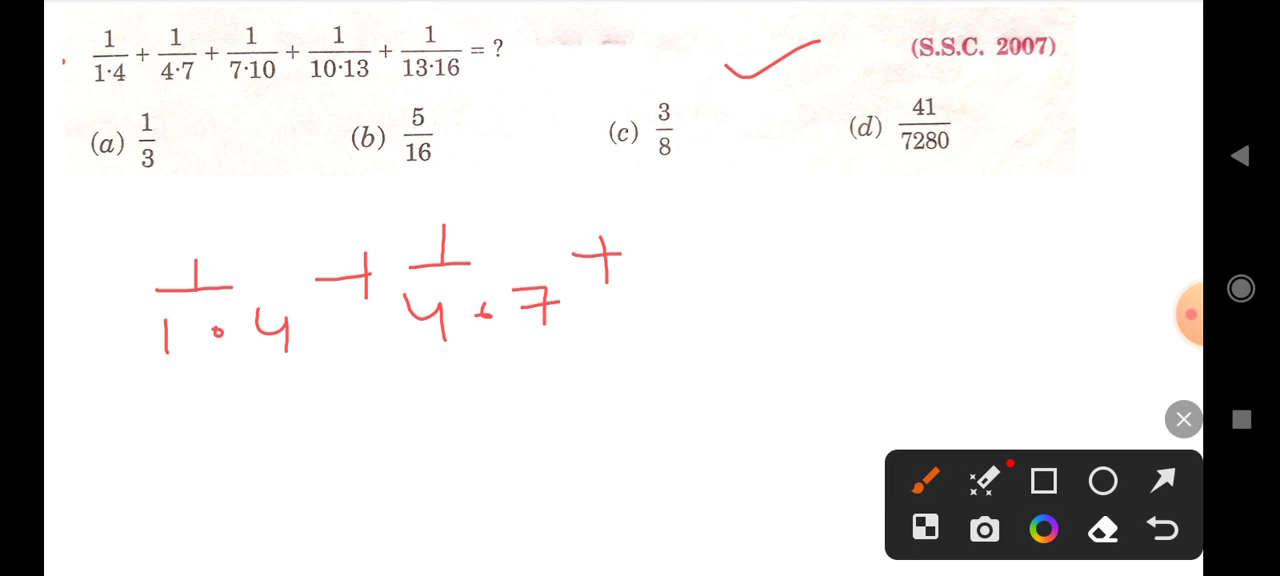 1/1·4 + 1/4·7 + 1/7·10 + 1/10·13 + 1/13·16 = ? (S.S.C. 2007)
(a) 1/3 (b) 5/16 (c) 3/8 (d) 41/7280
1/1·4 + 1/4·7 +